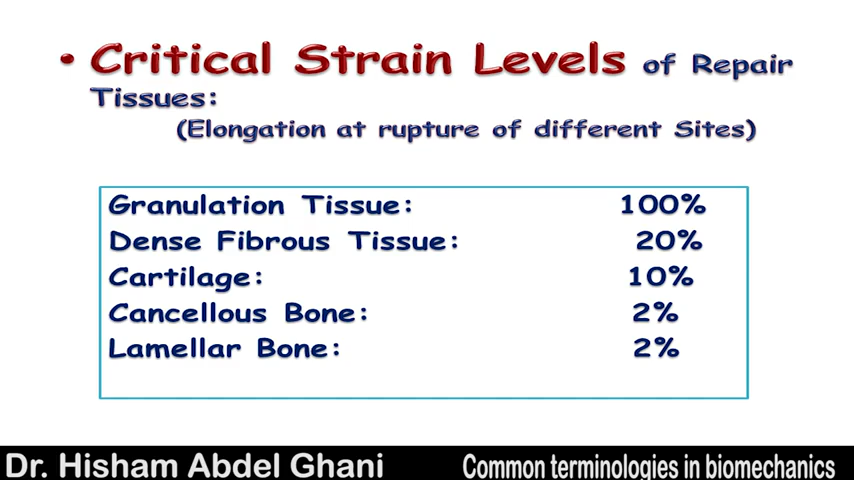 • Critical Strain Levels of Repair
Tissues:
(Elongation at rupture of different Sites)
Granulation Tissue: 100%
Dense Fibrous Tissue: 20%
Cartilage: 10%
Cancellous Bone: 2%
Lamellar Bone: 2%
Dr. Hisham Abdel Ghani Common terminologies in biomechanics